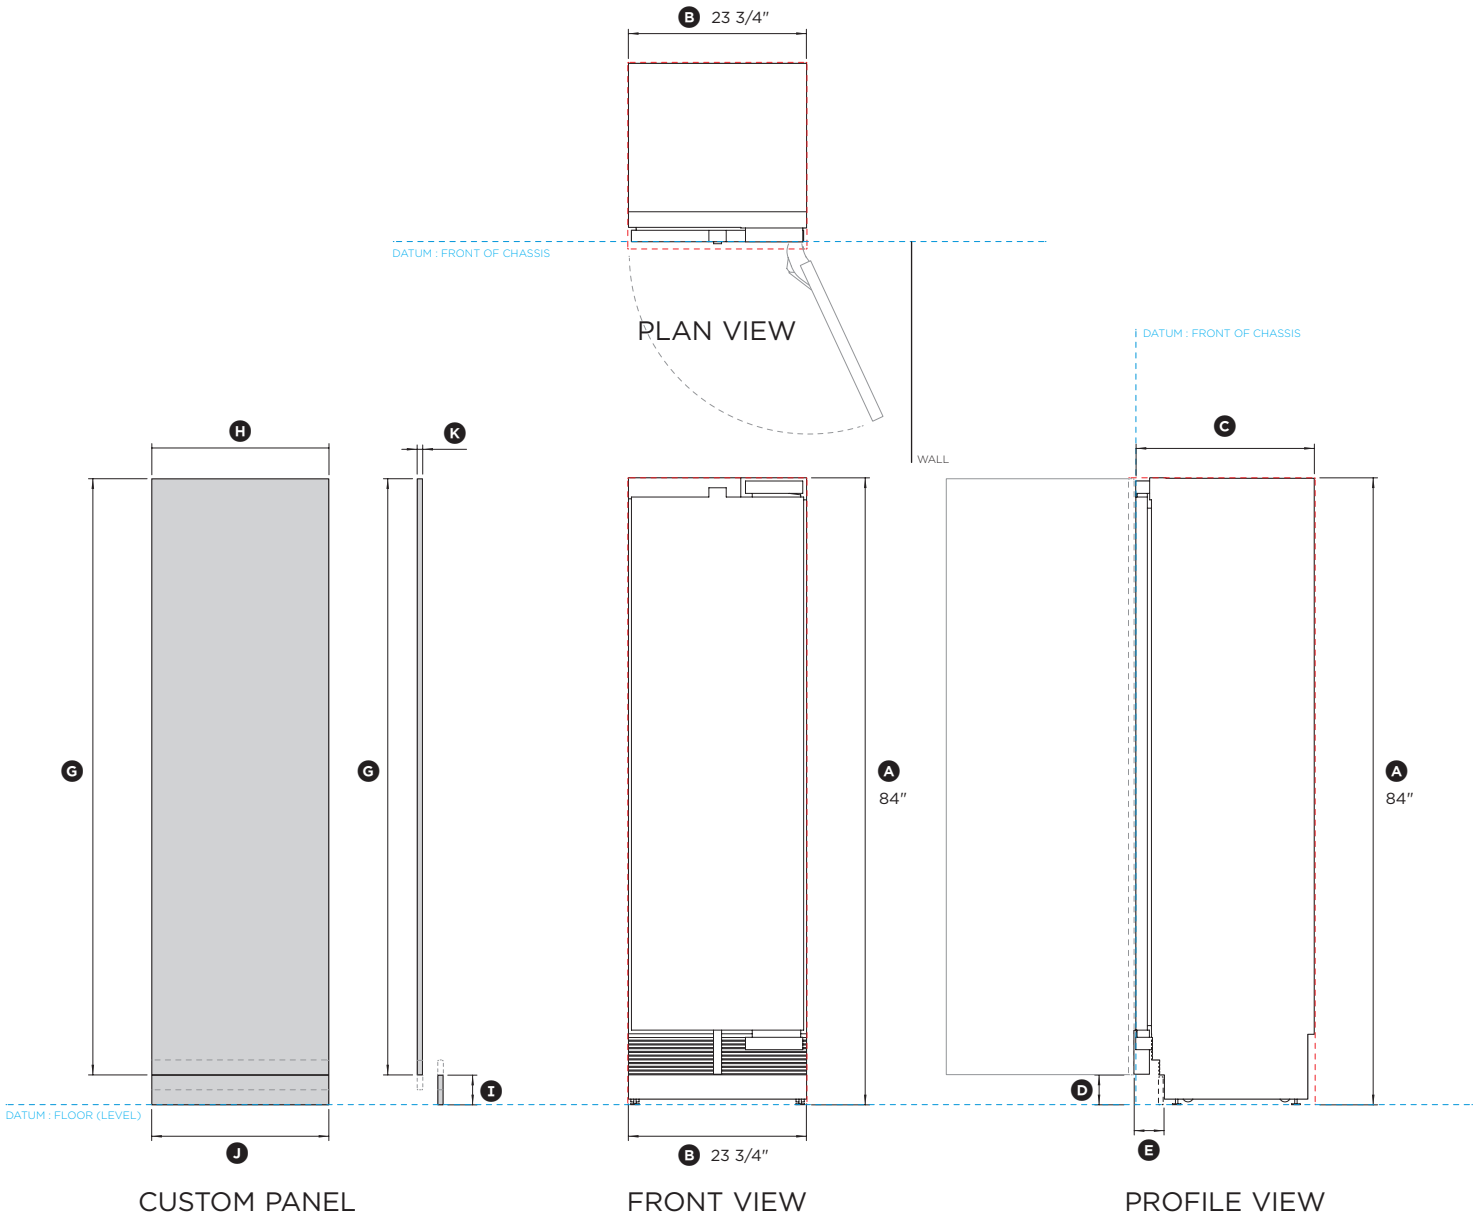 B 23 3/4"
DATUM : FRONT OF CHASSIS
PLAN VIEW
DATUM : FRONT OF CHASSIS
WALL
H
K
C
G
G
A
84"
A
84"
I
D
DATUM : FLOOR (LEVEL)
J
B 23 3/4"
E
CUSTOM PANEL
FRONT VIEW
PROFILE VIEW